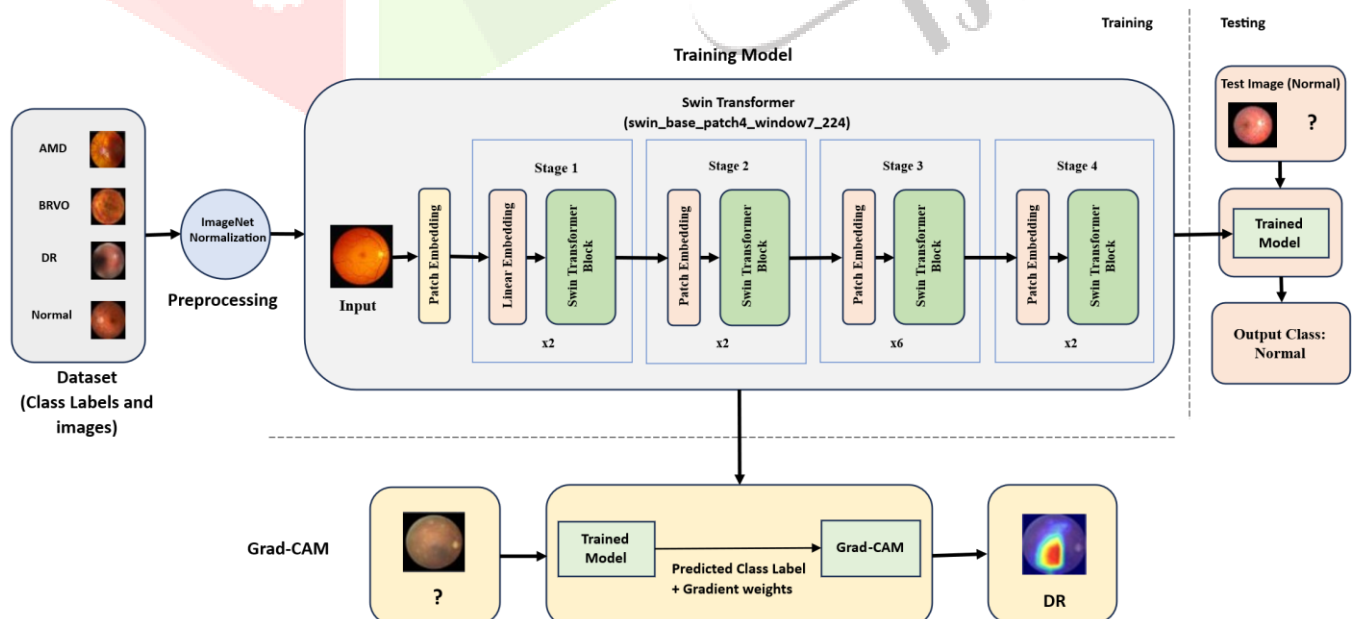 Training
Testing
Training Model
Swin Transformer
(swin_base_patch4_window7_224)
AMD
BRVO
DR
Normal
Dataset
(Class Labels and
images)
ImageNet
Normalization
Preprocessing
Input
Patch Embedding
Stage 1
Linear Embedding
Swin Transformer
Block
x2
Stage 2
Patch Embedding
Swin Transformer
Block
x2
Stage 3
Patch Embedding
Swin Transformer
Block
x6
Stage 4
Patch Embedding
Swin Transformer
Block
x2
Test Image (Normal)
?
Trained
Model
Output Class:
Normal
Grad-CAM
?
Trained
Model
Predicted Class Label
+ Gradient weights
Grad-CAM
DR